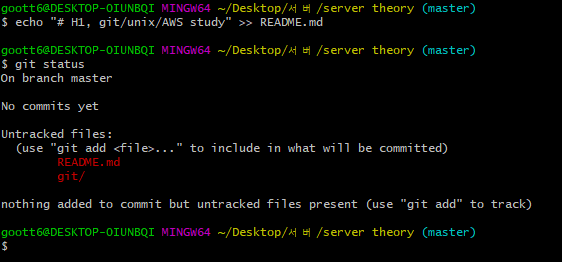 goott6@DESKTOP-OIUNBQI MINGW64 ~/Desktop/서버/server theory (master)
$ echo "# H1, git/unix/AWS study" >> README.md
goott6@DESKTOP-OIUNBQI MINGW64 ~/Desktop/서버/server theory (master)
$ git status
On branch master
No commits yet
Untracked files:
(use "git add <file>..." to include in what will be committed)
README.md
git/
nothing added to commit but untracked files present (use "git add" to track)
goott6@DESKTOP-OIUNBQI MINGW64 ~/Desktop/서버/server theory (master)
$